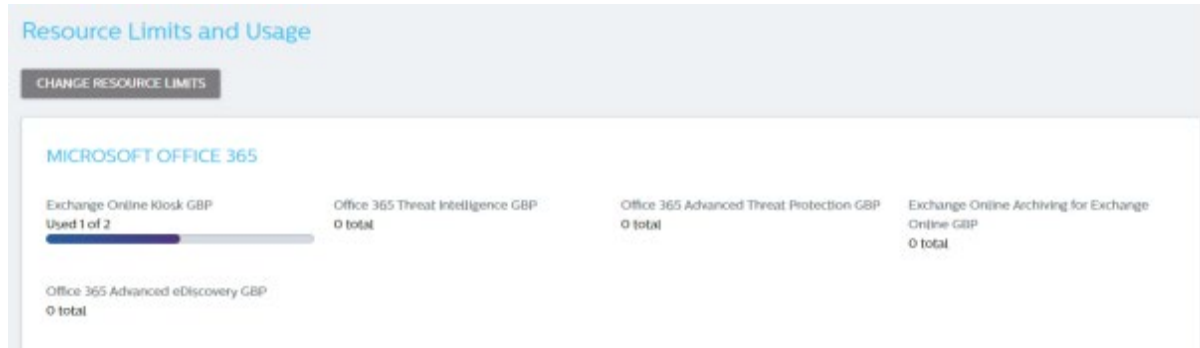 Resource Limits and Usage
CHANGE RESOURCE LIMITS
MICROSOFT OFFICE 365
Exchange Online Kiosk GBP
Used 1 of 2
Office 365 Threat Intelligence GBP
0 total
Office 365 Advanced Threat Protection GBP
0 total
Exchange Online Archiving for Exchange
Online GBP
0 total
Office 365 Advanced eDiscovery GBP
0 total